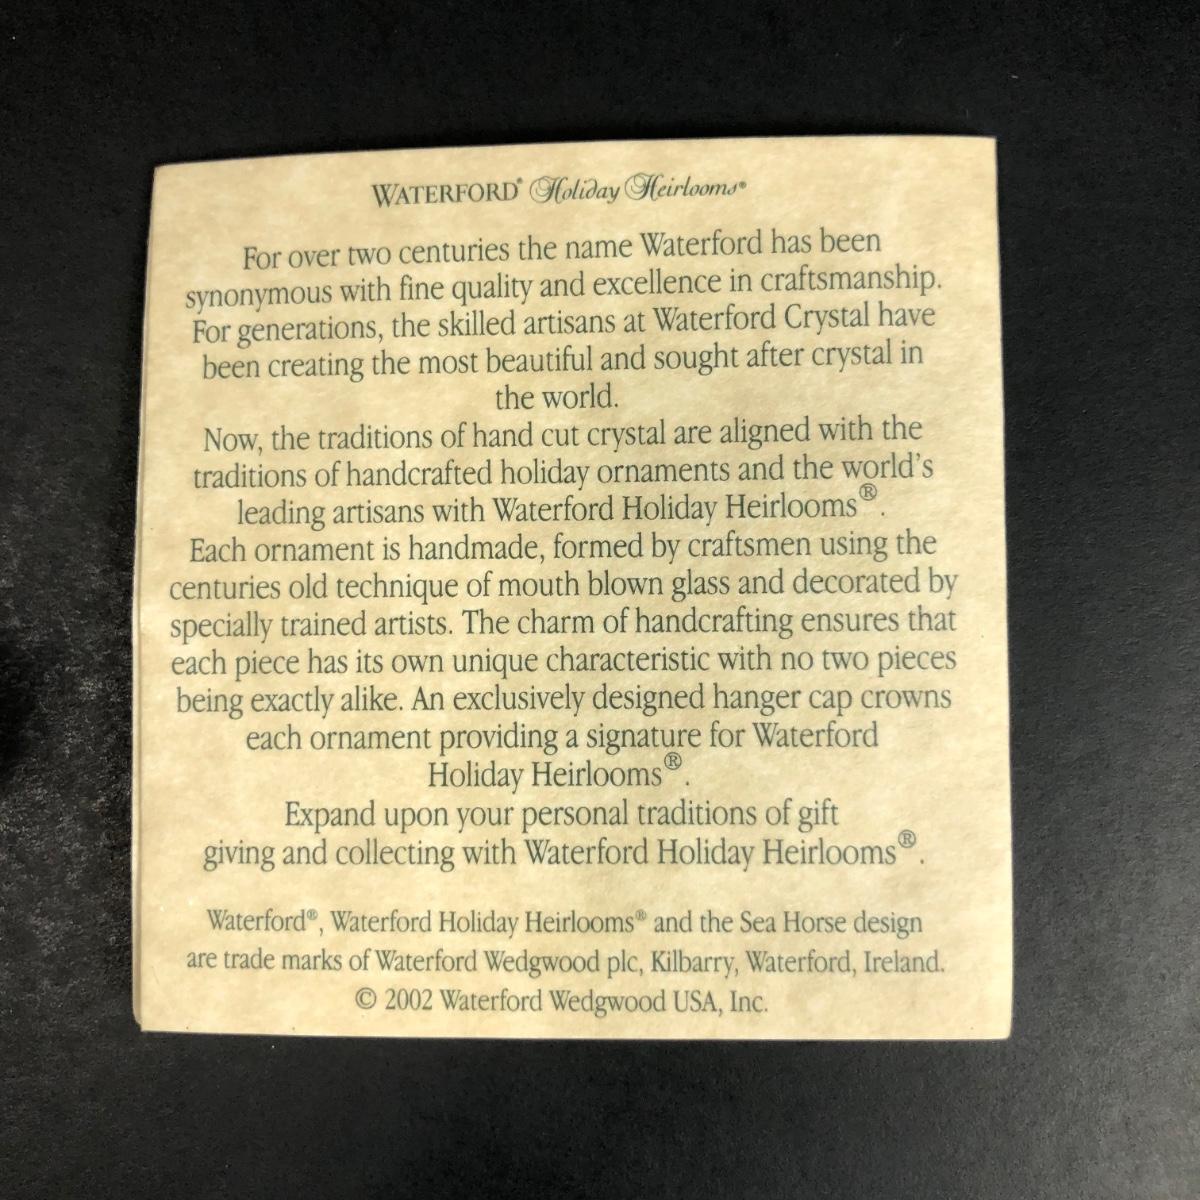 WATERFORD® Holiday Heirlooms®
For over two centuries the name Waterford has been
synonymous with fine quality and excellence in craftsmanship.
For generations, the skilled artisans at Waterford Crystal have
been creating the most beautiful and sought after crystal in
the world.
Now, the traditions of hand cut crystal are aligned with the
traditions of handcrafted holiday ornaments and the world's
leading artisans with Waterford Holiday Heirlooms®.
Each ornament is handmade, formed by craftsmen using the
centuries old technique of mouth blown glass and decorated by
specially trained artists. The charm of handcrafting ensures that
each piece has its own unique characteristic with no two pieces
being exactly alike. An exclusively designed hanger cap crowns
each ornament providing a signature for Waterford
Holiday Heirlooms®.
Expand upon your personal traditions of gift
giving and collecting with Waterford Holiday Heirlooms®.
Waterford®, Waterford Holiday Heirlooms® and the Sea Horse design
are trade marks of Waterford Wedgwood plc, Kilbarry, Waterford, Ireland.
© 2002 Waterford Wedgwood USA, Inc.